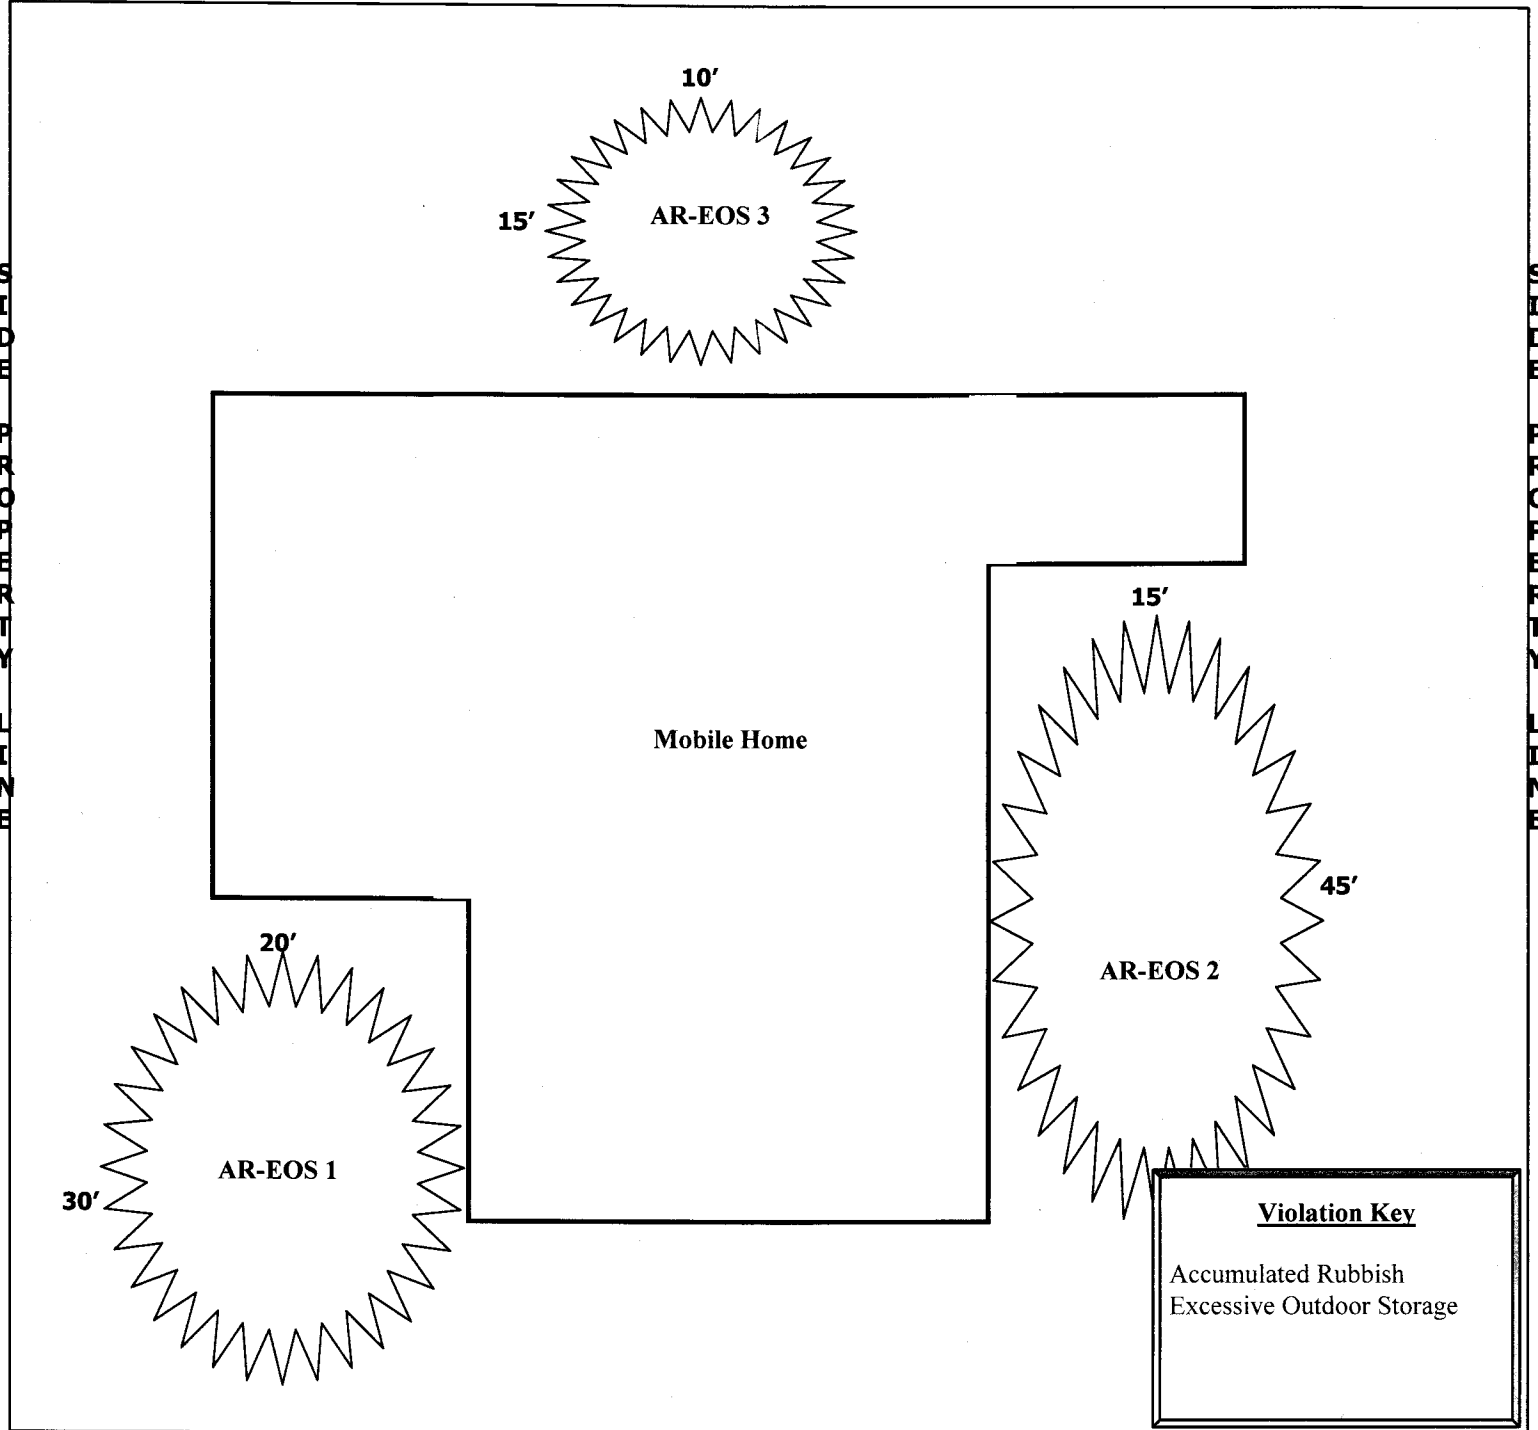 10'
15'
AR-EOS 3
SIDE PROPERTY LINE
SIDE PROPERTY LINE
15'
Mobile Home
45'
20'
AR-EOS 2
AR-EOS 1
30'
Violation Key
Accumulated Rubbish
Excessive Outdoor Storage